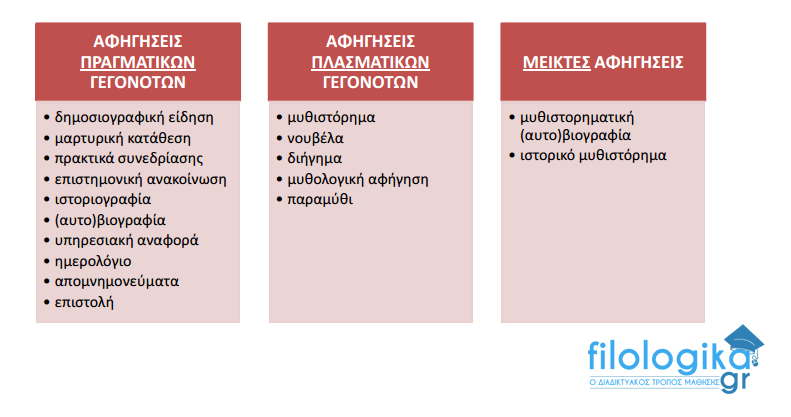 ΑΦΗΓΗΣΕΙΣ
ΠΡΑΓΜΑΤΙΚΩΝ
ΓΕΓΟΝΟΤΩΝ
• δημοσιογραφική είδηση
• μαρτυρική κατάθεση
• πρακτικά συνεδρίασης
• επιστημονική ανακοίνωση
• ιστοριογραφία
• (αυτο)βιογραφία
• υπηρεσιακή αναφορά
• ημερολόγιο
• απομνημονεύματα
• επιστολή
ΑΦΗΓΗΣΕΙΣ
ΠΛΑΣΜΑΤΙΚΩΝ
ΓΕΓΟΝΟΤΩΝ
• μυθιστόρημα
• νουβέλα
• διήγημα
• μυθολογική αφήγηση
• παραμύθι
ΜΕΙΚΤΕΣ ΑΦΗΓΗΣΕΙΣ
• μυθιστορηματική
(αυτο)βιογραφία
• ιστορικό μυθιστόρημα
filologika
Ο ΔΙΑΔΙΚΤΥΑΚΟΣ ΤΡΟΠΟΣ ΜΑΘΗΣΗΣ
gr